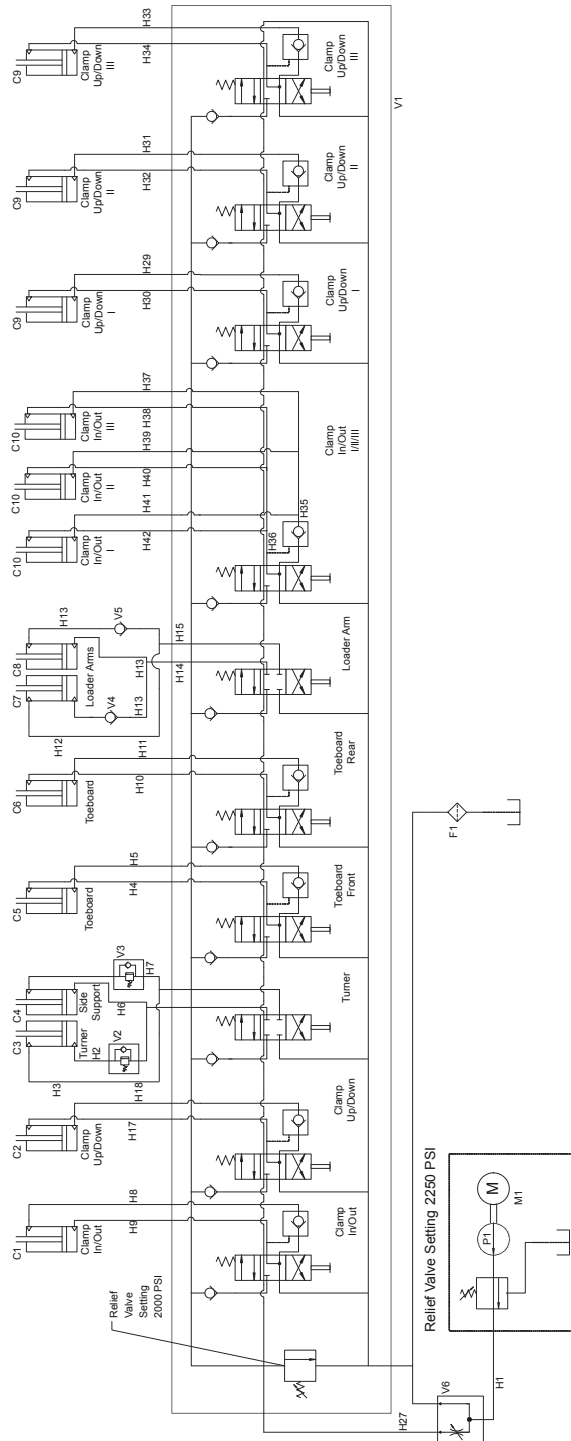 C1
Clamp
In/Out
C2
Clamp
Up/Down
C3
Turner
C4
Side
Support
C5
Toeboard
C6
Toeboard
C7
C8
Loader Arms
C10
Clamp
In/Out
I
C10
Clamp
In/Out
II
C10
Clamp
In/Out
III
C9
Clamp
Up/Down
I
C9
Clamp
Up/Down
II
C9
Clamp
Up/Down
III
H9
H8
H17
H18
H3
H2
V2
H6
V3
H7
H4
H5
H10
H11
H12
V4
H13
H13
H13
V5
H14
H15
H42
H41
H40
H39
H38
H37
H30
H29
H32
H31
H34
H33
Relief
Valve
Setting
2000 PSI
H36
H35
Clamp
In/Out
Clamp
Up/Down
Turner
Toeboard
Front
Toeboard
Rear
Loader Arm
Clamp
In/Out
I/II/III
Clamp
Up/Down
I
Clamp
Up/Down
II
Clamp
Up/Down
III
V1
H27
V6
H1
Relief Valve Setting 2250 PSI
P1
M
M1
F1